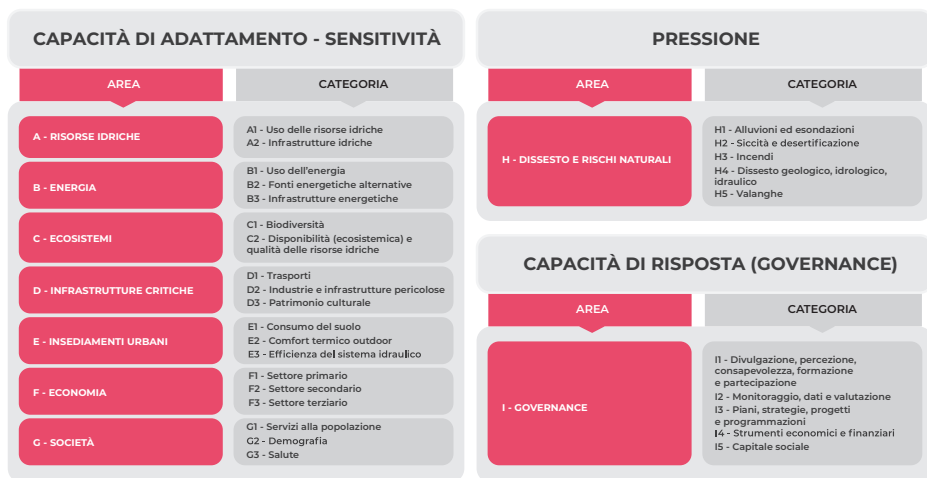 CAPACITÀ DI ADATTAMENTO - SENSITIVITÀ
AREA
CATEGORIA
A - RISORSE IDRICHE
A1 - Uso delle risorse idriche
A2 - Infrastrutture idriche
B - ENERGIA
B1 - Uso dell'energia
B2 - Fonti energetiche alternative
B3 - Infrastrutture energetiche
C - ECOSISTEMI
C1 - Biodiversità
C2 - Disponibilità (ecosistemica) e
qualità delle risorse idriche
D - INFRASTRUTTURE CRITICHE
D1 - Trasporti
D2 - Industrie e infrastrutture pericolose
D3 - Patrimonio culturale
E - INSEDIAMENTI URBANI
E1 - Consumo del suolo
E2 - Comfort termico outdoor
E3 - Efficienza del sistema idraulico
F - ECONOMIA
F1 - Settore primario
F2 - Settore secondario
F3 - Settore terziario
G - SOCIETÀ
G1 - Servizi alla popolazione
G2 - Demografia
G3 - Salute
PRESSIONE
AREA
CATEGORIA
H - DISSESTO E RISCHI NATURALI
H1 - Alluvioni ed esondazioni
H2 - Siccità e desertificazione
H3 - Incendi
H4 - Dissesto geologico, idrologico,
idraulico
H5 - Valanghe
CAPACITÀ DI RISPOSTA (GOVERNANCE)
AREA
CATEGORIA
I - GOVERNANCE
I1 - Divulgazione, percezione,
consapevolezza, formazione
e partecipazione
I2 - Monitoraggio, dati e valutazione
I3 - Piani, strategie, progetti
e programmazioni
I4 - Strumenti economici e finanziari
I5 - Capitale sociale